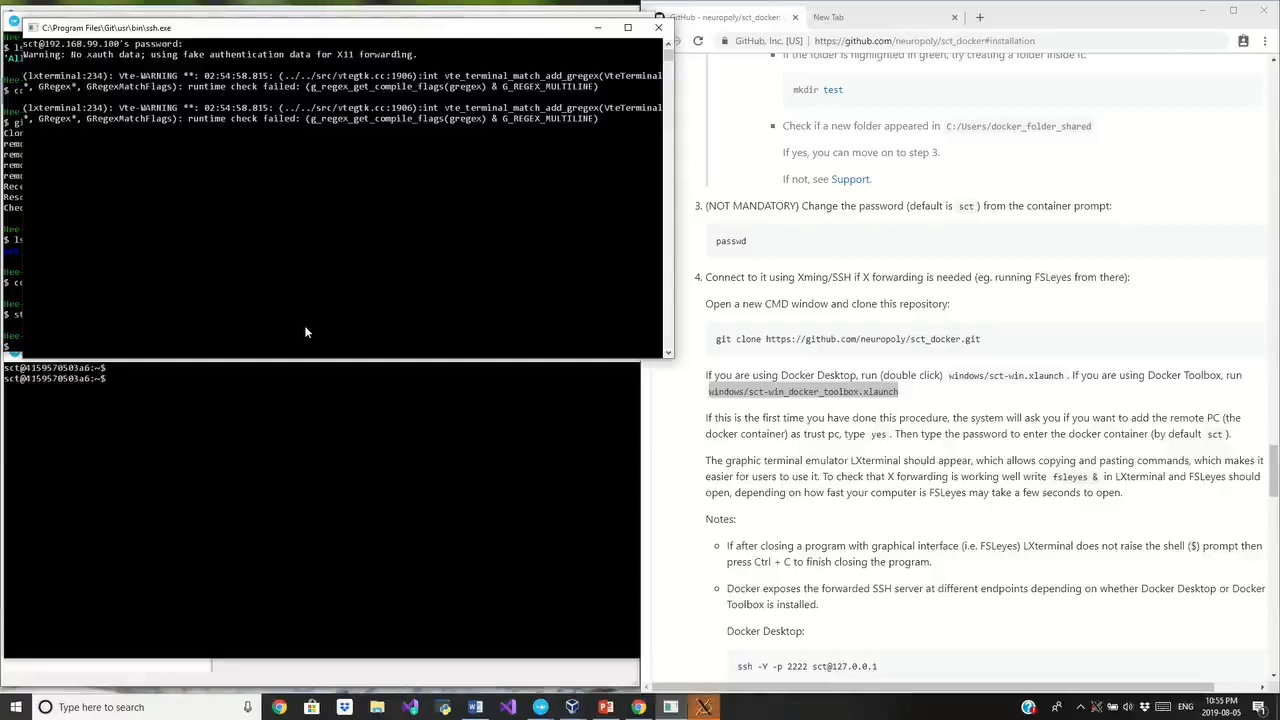 C:\Program Files\Git\usr\bin\ssh.exe
sct@192.168.99.100's password:
Warning: No xauth data; using fake authentication data for X11 forwarding.
(lxterminal:234): Vte-WARNING **: 02:54:58.815: (../../src/vtegtk.cc:1906):int vte_terminal_match_add_gregex(VteTerminal
*, GRegex*, GRegexMatchFlags): runtime check failed: (g_regex_get_compile_flags(gregex) & G_REGEX_MULTILINE)
(lxterminal:234): Vte-WARNING **: 02:54:58.815: (../../src/vtegtk.cc:1906):int vte_terminal_match_add_gregex(VteTerminal
*, GRegex*, GRegexMatchFlags): runtime check failed: (g_regex_get_compile_flags(gregex) & G_REGEX_MULTILINE)
sct@4159570503a6:~$
sct@4159570503a6:~$
GitHub - neuropoly/sct_docker:
New Tab
GitHub, Inc. [US] | https://github.com/neuropoly/sct_docker#installation
If the folder is highlighted in green, try creating a folder inside it:
mkdir test
Check if a new folder appeared in C:/Users/docker_folder_shared
If yes, you can move on to step 3.
If not, see Support.
3. (NOT MANDATORY) Change the password (default is sct ) from the container prompt:
passwd
4. Connect to it using Xming/SSH if X forwarding is needed (eg. running FSLeyes from there):
Open a new CMD window and clone this repository:
git clone https://github.com/neuropoly/sct_docker.git
If you are using Docker Desktop, run (double click) windows/sct-win.xlaunch . If you are using Docker Toolbox, run
windows/sct-win_docker_toolbox.xlaunch
If this is the first time you have done this procedure, the system will ask you if you want to add the remote PC (the
docker container) as trust pc, type yes . Then type the password to enter the docker container (by default sct ).
The graphic terminal emulator LXterminal should appear, which allows copying and pasting commands, which makes it
easier for users to use it. To check that X forwarding is working well write fsleyes & in LXterminal and FSLeyes should
open, depending on how fast your computer is FSLeyes may take a few seconds to open.
Notes:
If after closing a program with graphical interface (i.e. FSLeyes) LXterminal does not raise the shell ($) prompt then
press Ctrl + C to finish closing the program.
Docker exposes the forwarded SSH server at different endpoints depending on whether Docker Desktop or Docker
Toolbox is installed.
Docker Desktop:
ssh -Y -p 2222 sct@127.0.0.1
Type here to search
10:55 PM
2019-03-05